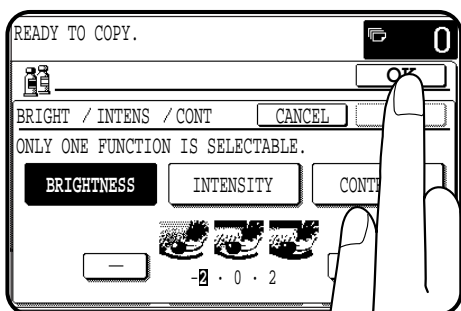 READY TO COPY. 0
OK
BRIGHT / INTENS / CONT CANCEL
ONLY ONE FUNCTION IS SELECTABLE.
BRIGHTNESS INTENSITY
– -2 · 0 · 2